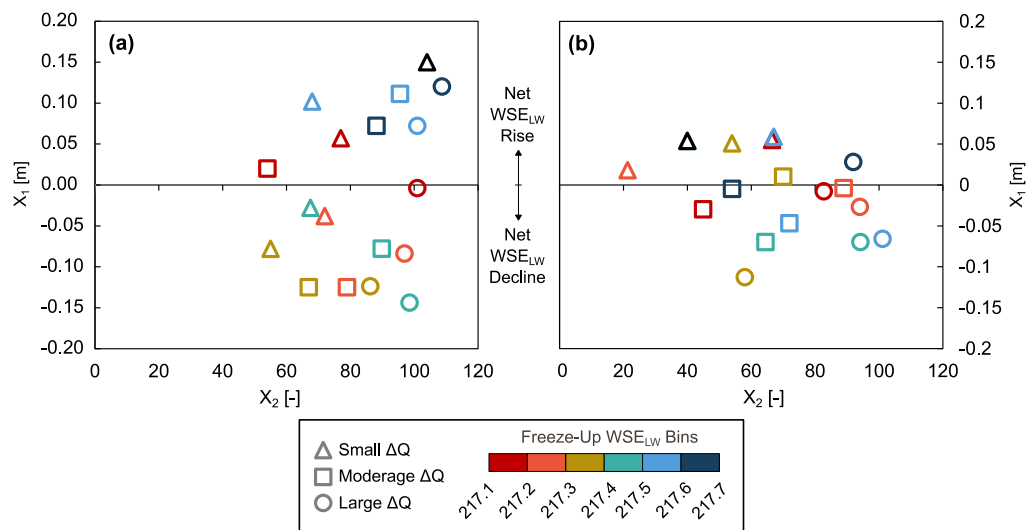 (a)
0.20
0.15
0.10
0.05
0.00
-0.05
-0.10
-0.15
-0.20
X1 [m]
0 20 40 60 80 100 120
X2 [-]
Net
WSELW
Rise
Net
WSELW
Decline
(b)
0.2
0.15
0.1
0.05
0
-0.05
-0.1
-0.15
-0.2
X1 [m]
0 20 40 60 80 100 120
X2 [-]
Small ΔQ
Moderage ΔQ
Large ΔQ
Freeze-Up WSELW Bins
217.1 217.2 217.3 217.4 217.5 217.6 217.7